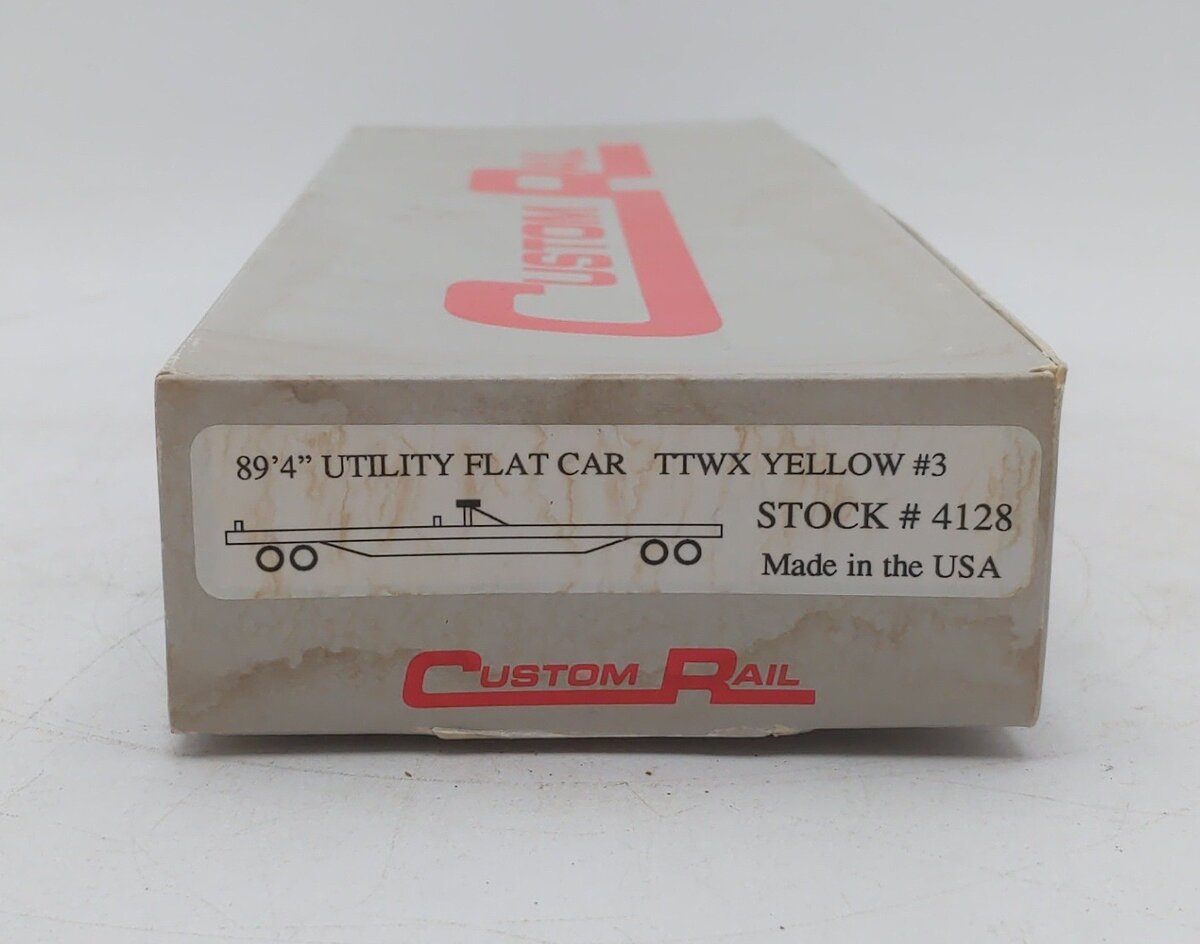 CUSTOM RAIL
89'4" UTILITY FLAT CAR TTWX YELLOW #3
STOCK # 4128
Made in the USA
CUSTOM RAIL